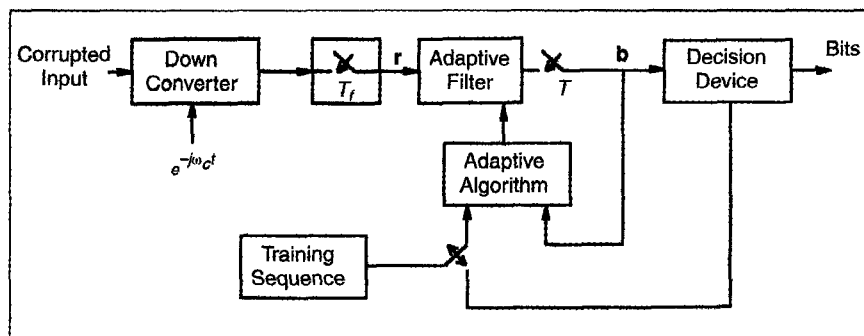 Corrupted
Input
Down
Converter
T_f
r
Adaptive
Filter
T
b
Decision
Device
Bits
e^{-jω_c t}
Adaptive
Algorithm
Training
Sequence